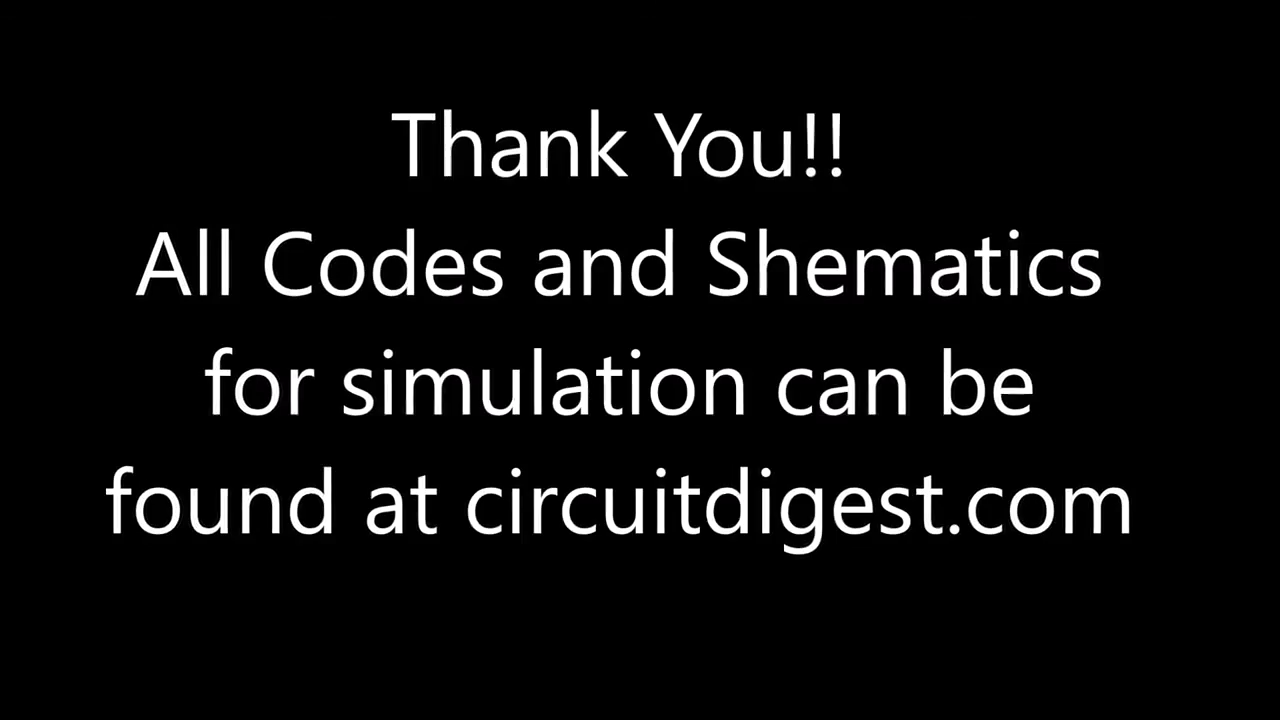 Thank You!!
All Codes and Shematics
for simulation can be
found at circuitdigest.com